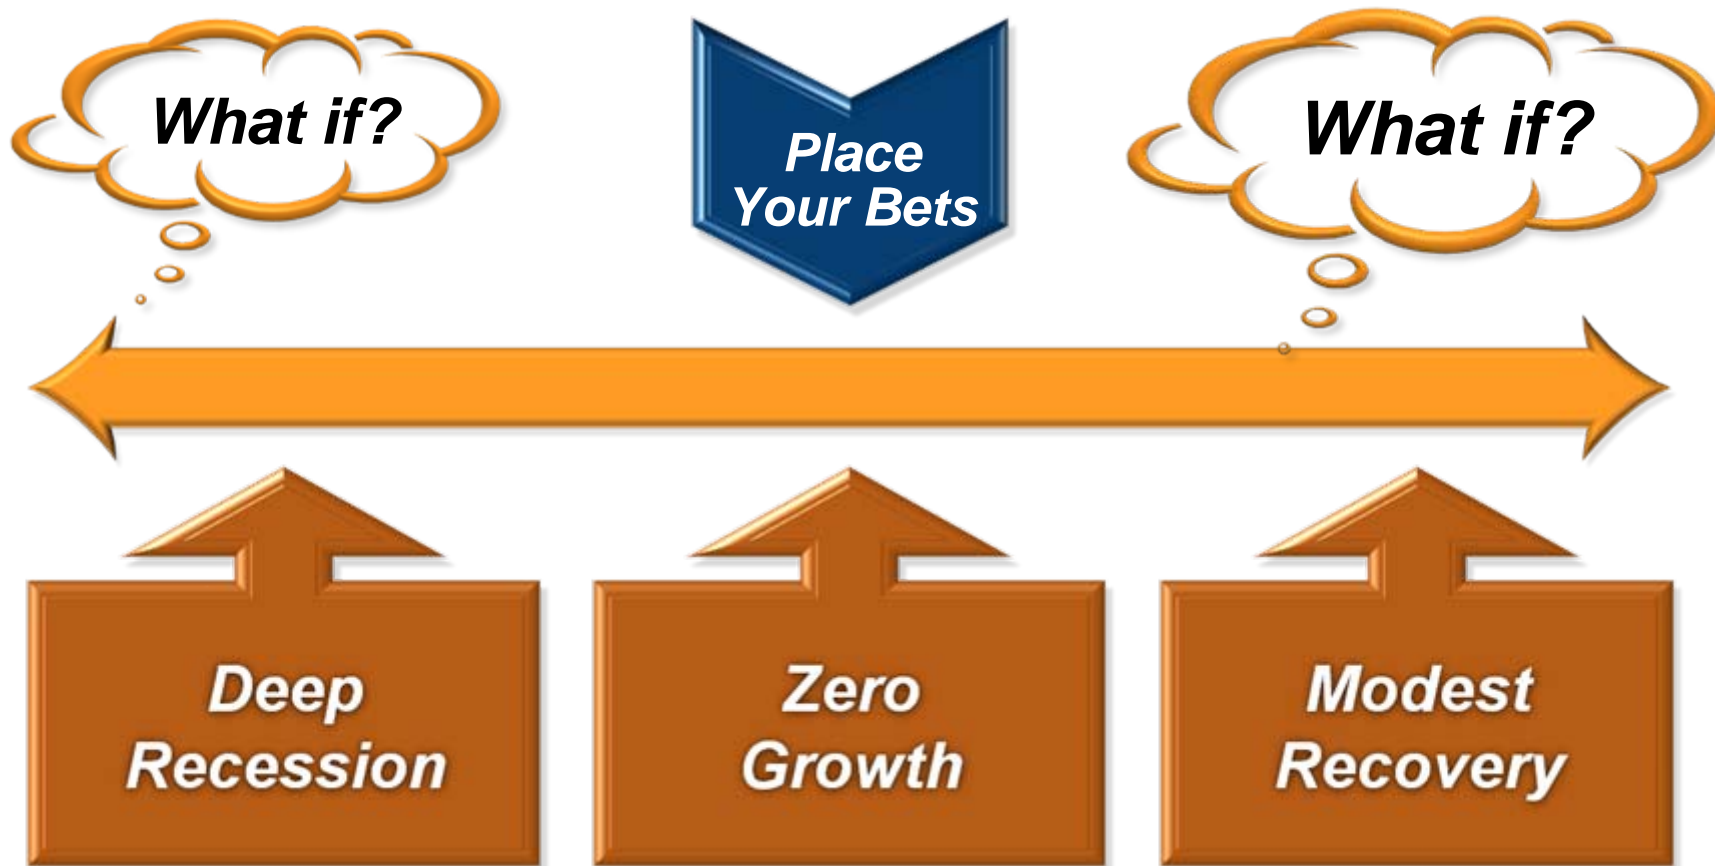 What if?
Place
Your Bets
What if?
Deep
Recession
Zero
Growth
Modest
Recovery